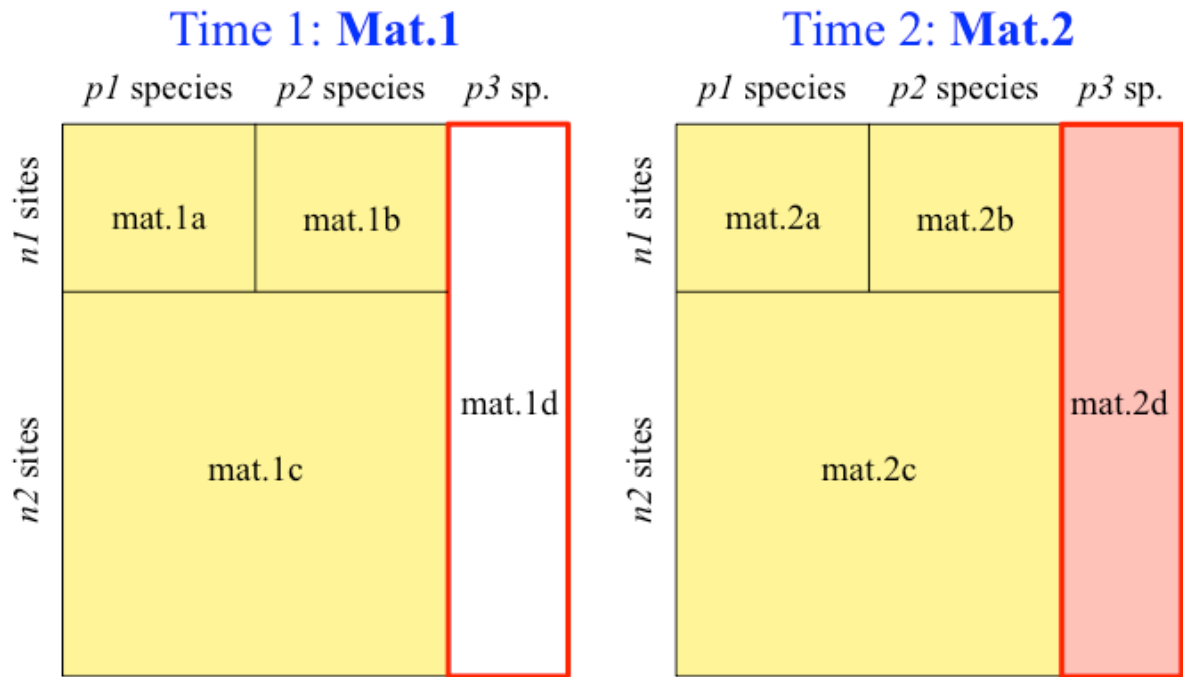 Time 1: Mat.1
Time 2: Mat.2
p1 species
p2 species
p3 sp.
p1 species
p2 species
p3 sp.
n1 sites
mat.1a
mat.1b
n1 sites
mat.2a
mat.2b
mat.1d
mat.2d
n2 sites
mat.1c
n2 sites
mat.2c